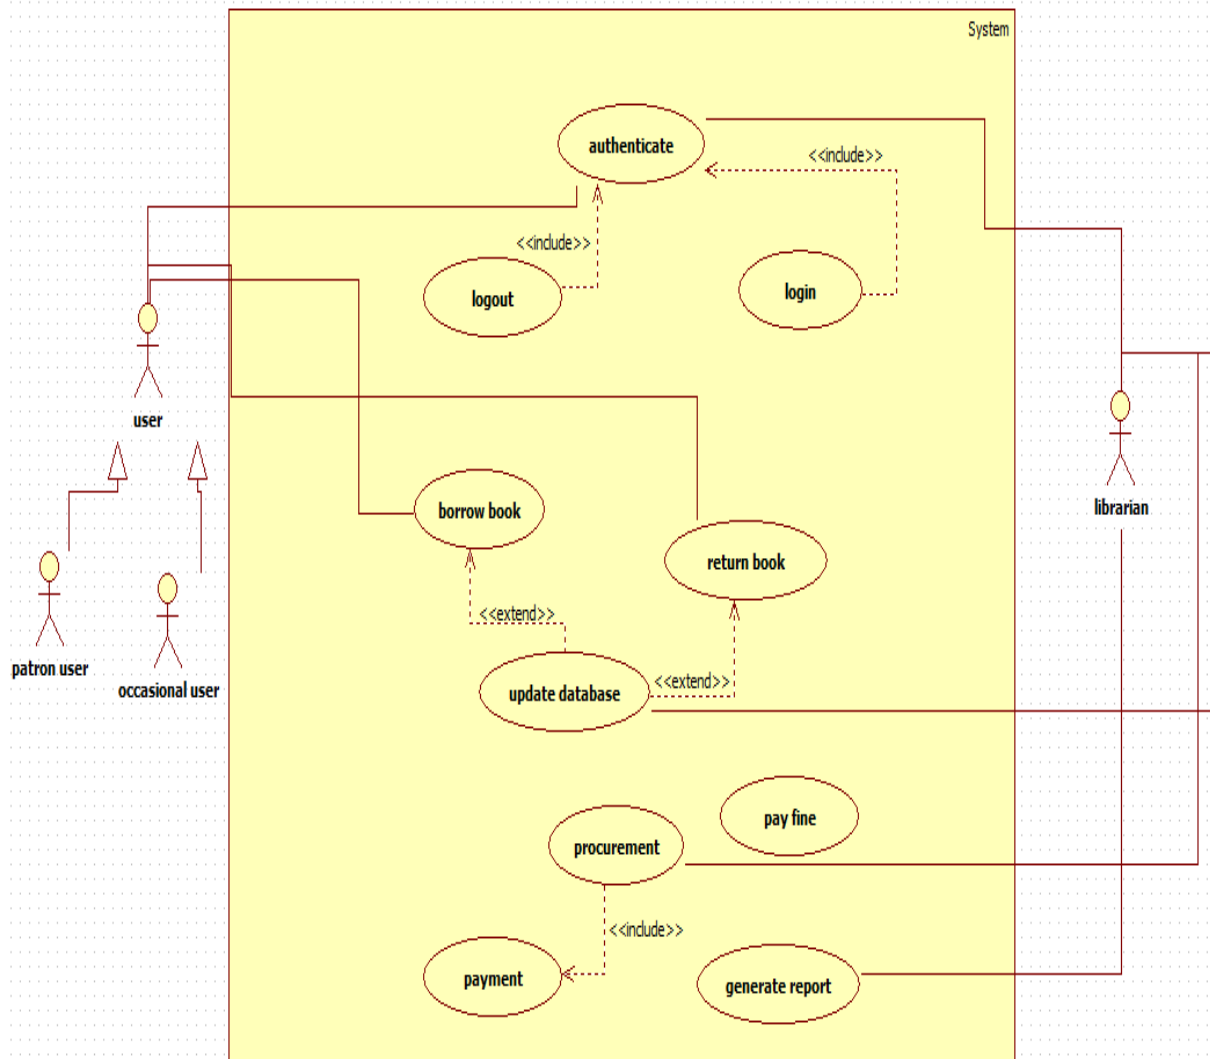 System
authenticate
<<include>>
<<include>>
logout
login
user
borrow book
librarian
return book
<<extend>>
patron user
occasional user
update database
<<extend>>
pay fine
procurement
<<include>>
payment
generate report